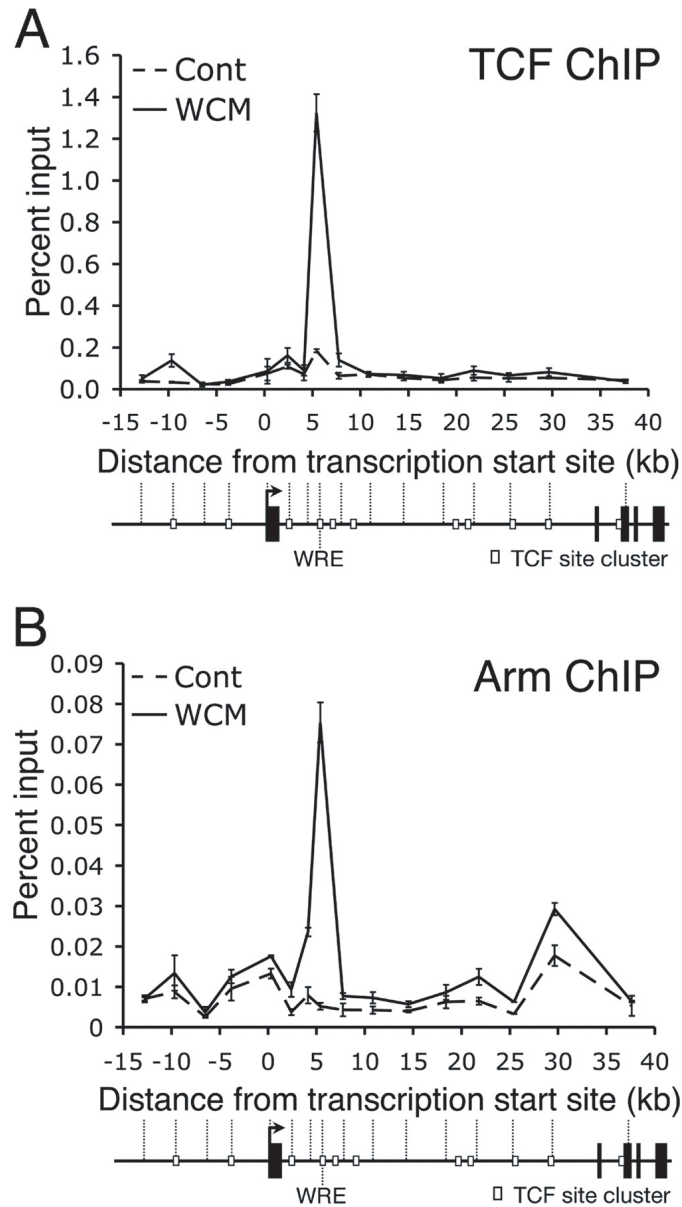 A
TCF ChIP
Cont
WCM
Percent input
1.6
1.4
1.2
1.0
0.8
0.6
0.4
0.2
0.0
-15 -10 -5 0 5 10 15 20 25 30 35 40
Distance from transcription start site (kb)
WRE
TCF site cluster
B
Arm ChIP
Cont
WCM
Percent input
0.09
0.08
0.07
0.06
0.05
0.04
0.03
0.02
0.01
0
-15 -10 -5 0 5 10 15 20 25 30 35 40
Distance from transcription start site (kb)
WRE
TCF site cluster